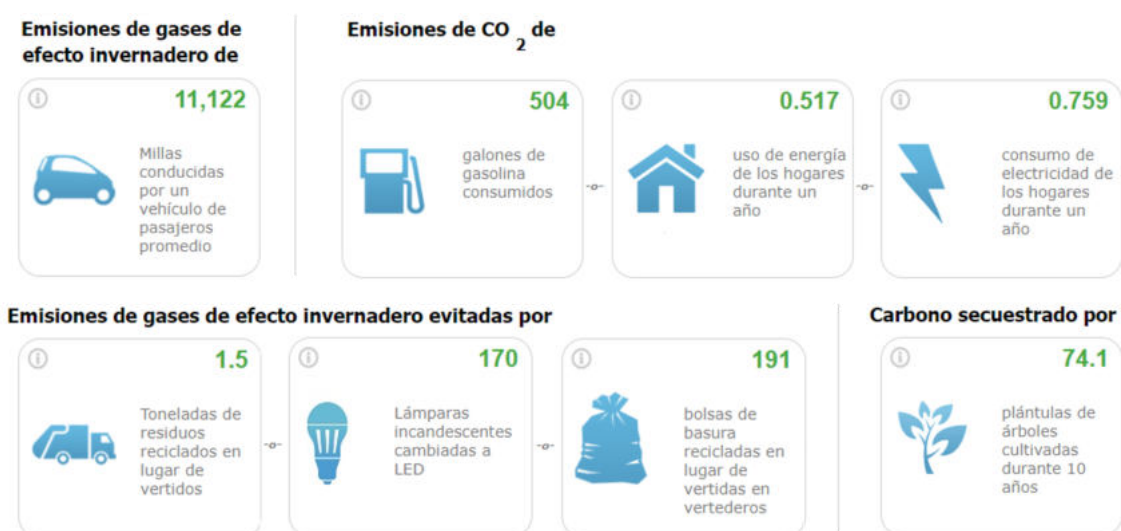 Emisiones de gases de
efecto invernadero de
Emisiones de CO 2 de
11,122
Millas
conducidas
por un
vehículo de
pasajeros
promedio
504
galones de
gasolina
consumidos
-o-
0.517
uso de energía
de los hogares
durante un
año
-o-
0.759
consumo de
electricidad de
los hogares
durante un
año
Emisiones de gases de efecto invernadero evitadas por
1.5
Toneladas de
residuos
reciclados en
lugar de
vertidos
-o-
170
Lámparas
incandescentes
cambiadas a
LED
-o-
191
bolsas de
basura
recicladas en
lugar de
vertidas en
vertederos
Carbono secuestrado por
74.1
plántulas de
árboles
cultivadas
durante 10
años